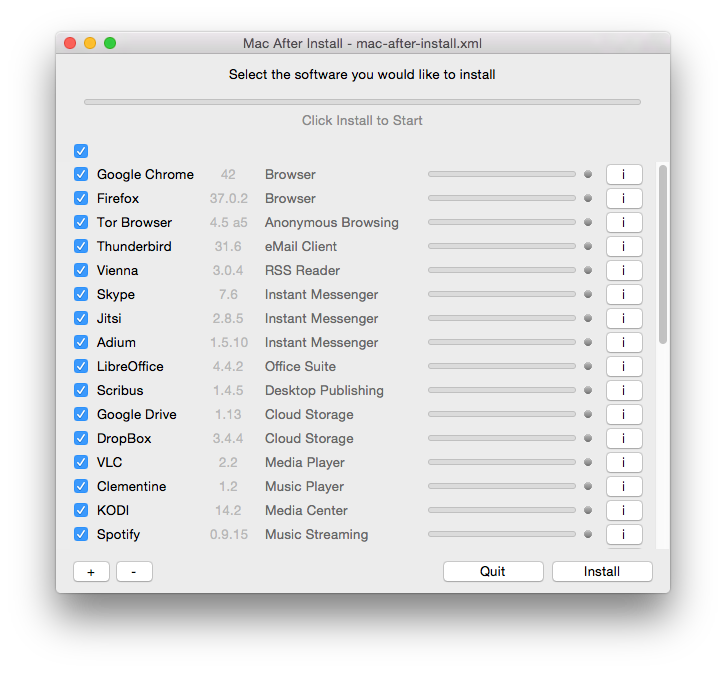 Mac After Install - mac-after-install.xml
Select the software you would like to install
Click Install to Start
Google Chrome 42 Browser i
Firefox 37.0.2 Browser i
Tor Browser 4.5 a5 Anonymous Browsing i
Thunderbird 31.6 eMail Client i
Vienna 3.0.4 RSS Reader i
Skype 7.6 Instant Messenger i
Jitsi 2.8.5 Instant Messenger i
Adium 1.5.10 Instant Messenger i
LibreOffice 4.4.2 Office Suite i
Scribus 1.4.5 Desktop Publishing i
Google Drive 1.13 Cloud Storage i
DropBox 3.4.4 Cloud Storage i
VLC 2.2 Media Player i
Clementine 1.2 Music Player i
KODI 14.2 Media Center i
Spotify 0.9.15 Music Streaming i
+ - Quit Install